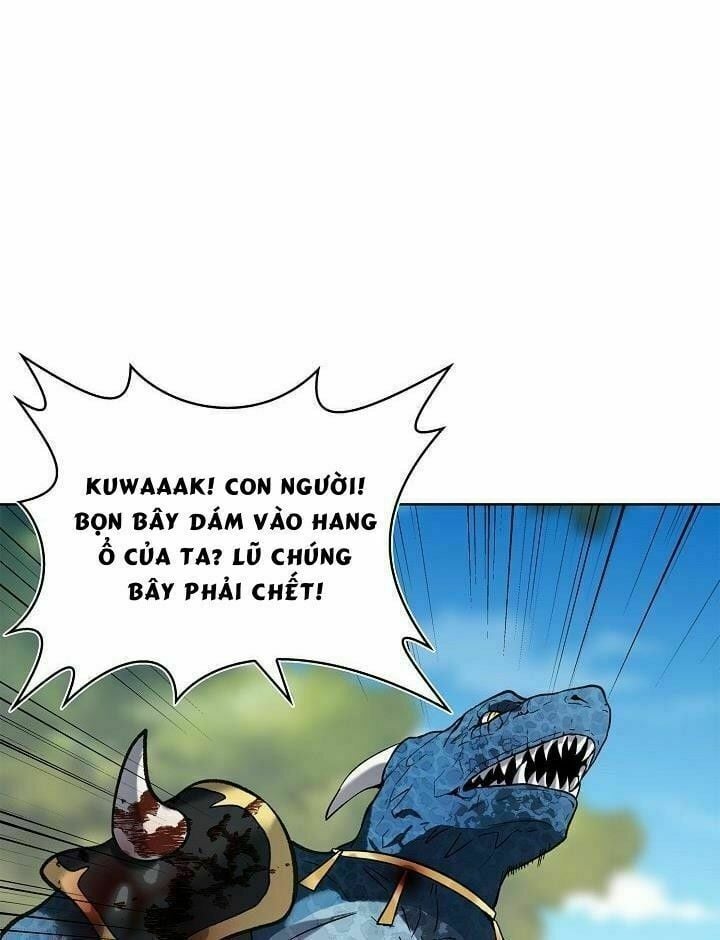 KUWAAAK! CON NGƯỜI!
BỌN BÂY DÁM VÀO HANG
Ổ CỦA TA? LŨ CHÚNG
BÂY PHẢI CHẾT!